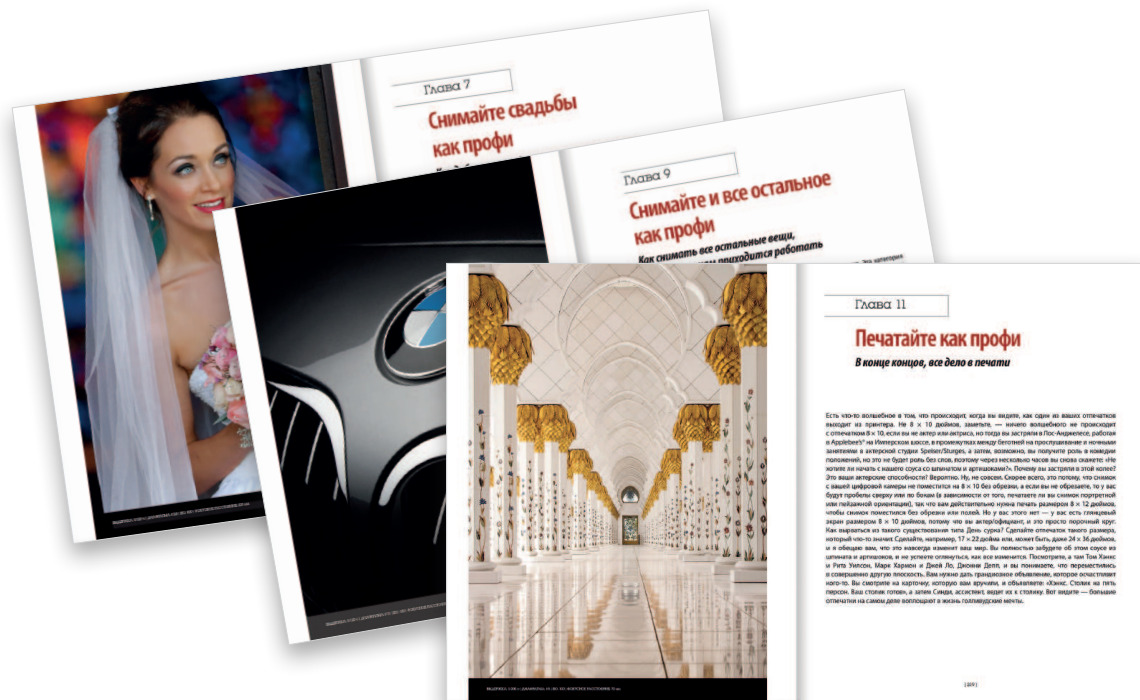 Глава 7
Снимайте свадьбы
как профи
Глава 9
Снимайте и все остальное
как профи
Как снимать все остальные вещи,
приходится работать
Глава 11
Печатайте как профи
В конце концов, все дело в печати
Есть что-то волшебное в том, что происходит, когда вы видите, как один из ваших отпечатков
выходит из принтера. Не 8 × 10 дюймов, заметьте, — ничего волшебного не происходит
с отпечатком 8 × 10, если вы не актер или актриса, но тогда вы застряли в Лос-Анджелесе, работая
в Applebee's® на Имперском шоссе, в промежутках между беготней на прослушивание и ночными
занятиями в актерской студии Speiser/Sturges, а затем, возможно, вы получите роль в комедии
положений, но это не будет роль без слов, поэтому через несколько часов вы снова скажете: «Не
хотите ли начать с нашего соуса со шпинатом и артишоками?». Почему вы застряли в этой колее?
Это ваши актерские способности? Вероятно. Ну, не совсем. Скорее всего, это потому, что снимок
с вашей цифровой камеры не поместится на 8 × 10 без обрезки, а если вы не обрезаете, то у вас
будут пробелы сверху или по бокам (в зависимости от того, печатаете ли вы снимок портретной
или пейзажной ориентации), так что вам действительно нужна печать размером 8 × 12 дюймов,
чтобы снимок поместился без обрезки или полей. Но у вас этого нет — у вас есть глянцевый
экран размером 8 × 10 дюймов, потому что вы актер/официант, и это просто порочный круг.
Как вырваться из такого существования типа День сурка? Сделайте отпечаток такого размера,
который что-то значит. Сделайте, например, 17 × 22 дюйма или, может быть, даже 24 × 36 дюймов,
и я обещаю вам, что это навсегда изменит ваш мир. Вы полностью забудете об этом соусе из
шпината и артишоков, и не успеете оглянуться, как все изменится. Посмотрите, а там Том Хэнкс
и Рита Уилсон, Марк Хармон и Джей Ло, Джонни Депп, и вы понимаете, что переместились
в совершенно другую плоскость. Вам нужно дать грандиозное объявление, которое осчастливит
кого-то. Вы смотрите на карточку, которую вам вручили, и объявляете: «Хэнкс. Столик на пять
персон. Ваш столик готов», а затем Синди, ассистент, ведет их к столику. Вот видите — большие
отпечатки на самом деле воплощают в жизнь голливудские мечты.